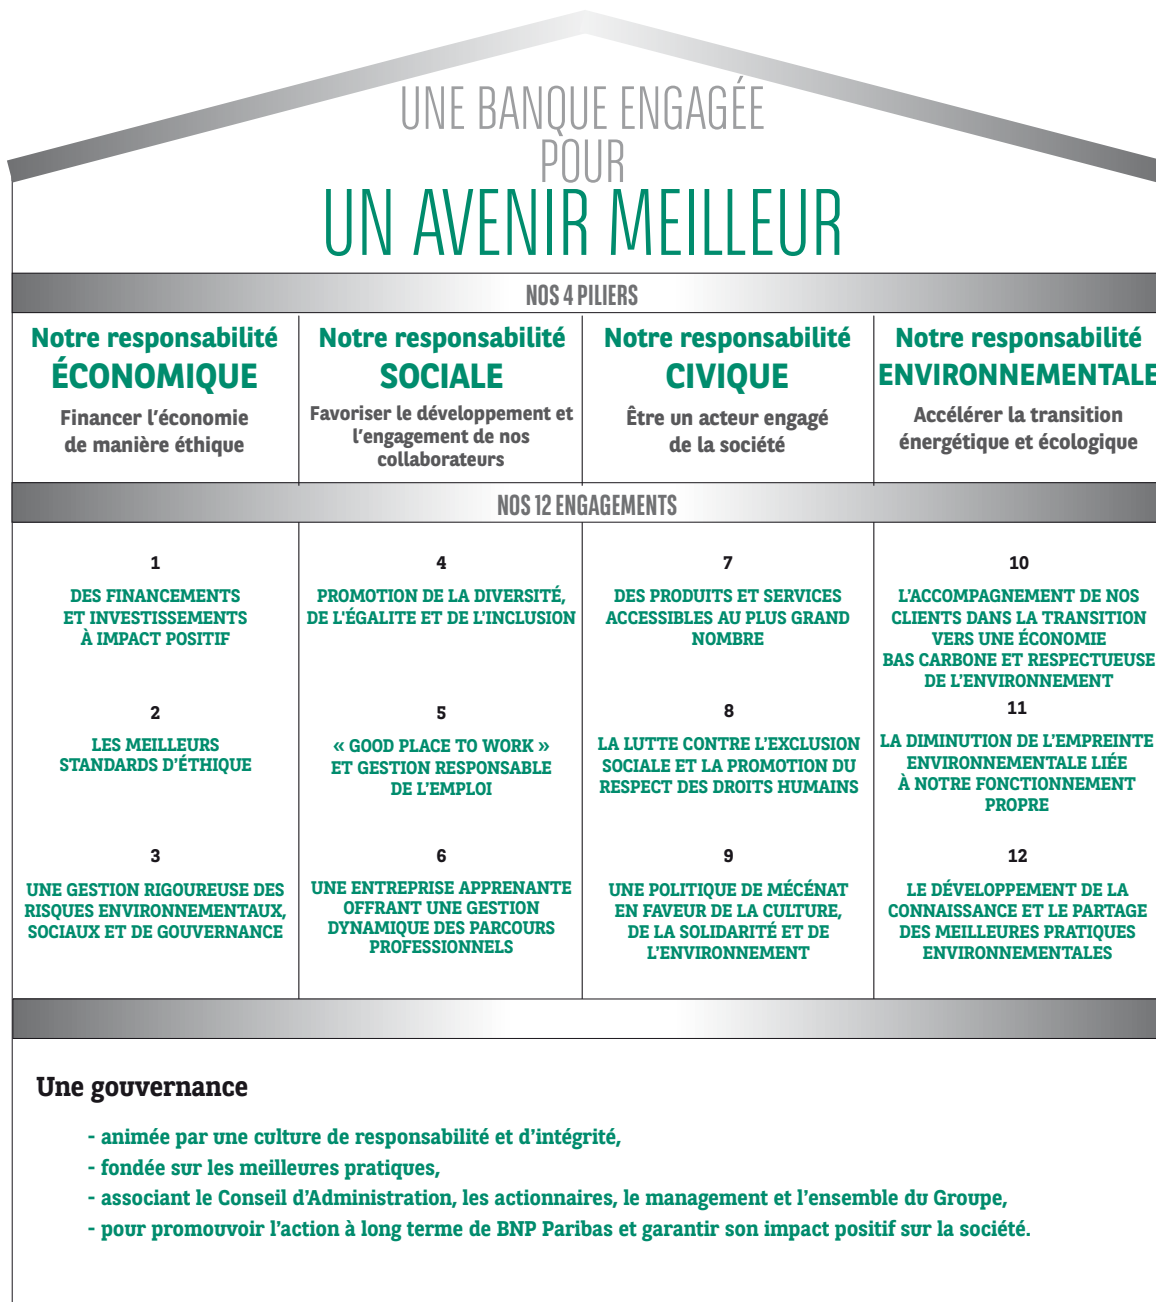 UNE BANQUE ENGAGÉE
POUR
UN AVENIR MEILLEUR
NOS 4 PILIERS
Notre responsabilité
ÉCONOMIQUE
Financer l'économie
de manière éthique
Notre responsabilité
SOCIALE
Favoriser le développement et
l'engagement de nos
collaborateurs
Notre responsabilité
CIVIQUE
Être un acteur engagé
de la société
Notre responsabilité
ENVIRONNEMENTALE
Accélérer la transition
énergétique et écologique
NOS 12 ENGAGEMENTS
1
DES FINANCEMENTS
ET INVESTISSEMENTS
À IMPACT POSITIF
2
LES MEILLEURS
STANDARDS D'ÉTHIQUE
3
UNE GESTION RIGOUREUSE DES
RISQUES ENVIRONNEMENTAUX,
SOCIAUX ET DE GOUVERNANCE
4
PROMOTION DE LA DIVERSITÉ,
DE L'ÉGALITE ET DE L'INCLUSION
5
« GOOD PLACE TO WORK »
ET GESTION RESPONSABLE
DE L'EMPLOI
6
UNE ENTREPRISE APPRENANTE
OFFRANT UNE GESTION
DYNAMIQUE DES PARCOURS
PROFESSIONNELS
7
DES PRODUITS ET SERVICES
ACCESSIBLES AU PLUS GRAND
NOMBRE
8
LA LUTTE CONTRE L'EXCLUSION
SOCIALE ET LA PROMOTION DU
RESPECT DES DROITS HUMAINS
9
UNE POLITIQUE DE MÉCÉNAT
EN FAVEUR DE LA CULTURE,
DE LA SOLIDARITÉ ET DE
L'ENVIRONNEMENT
10
L'ACCOMPAGNEMENT DE NOS
CLIENTS DANS LA TRANSITION
VERS UNE ÉCONOMIE
BAS CARBONE ET RESPECTUEUSE
DE L'ENVIRONNEMENT
11
LA DIMINUTION DE L'EMPREINTE
ENVIRONNEMENTALE LIÉE
À NOTRE FONCTIONNEMENT
PROPRE
12
LE DÉVELOPPEMENT DE LA
CONNAISSANCE ET LE PARTAGE
DES MEILLEURES PRATIQUES
ENVIRONNEMENTALES
Une gouvernance
- animée par une culture de responsabilité et d'intégrité,
- fondée sur les meilleures pratiques,
- associant le Conseil d'Administration, les actionnaires, le management et l'ensemble du Groupe,
- pour promouvoir l'action à long terme de BNP Paribas et garantir son impact positif sur la société.